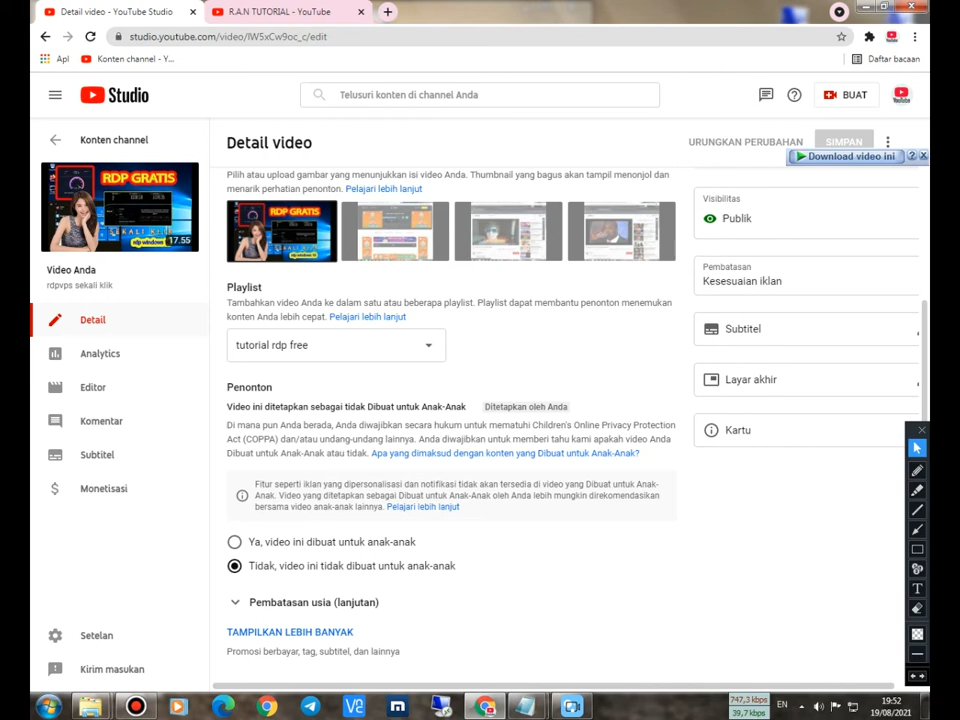 Detail video - YouTube Studio
R.A.N TUTORIAL - YouTube
studio.youtube.com/video/IW5xCw9oc_c/edit
Apl
Konten channel - Y...
Daftar bacaan
Studio
Telusuri konten di channel Anda
BUAT
Konten channel
RDP GRATIS
SEKALI KLIK
rdp windows 10
17.55
Video Anda
rdpvps sekali klik
Detail
Analytics
Editor
Komentar
Subtitel
Monetisasi
Setelan
Kirim masukan
Detail video
URUNGKAN PERUBAHAN
SIMPAN
Download video ini
Pilih atau upload gambar yang menunjukkan isi video Anda. Thumbnail yang bagus akan tampil menonjol dan
menarik perhatian penonton. Pelajari lebih lanjut
RDP GRATIS
Playlist
Tambahkan video Anda ke dalam satu atau beberapa playlist. Playlist dapat membantu penonton menemukan
konten Anda lebih cepat. Pelajari lebih lanjut
tutorial rdp free
Penonton
Video ini ditetapkan sebagai tidak Dibuat untuk Anak-Anak
Ditetapkan oleh Anda
Di mana pun Anda berada, Anda diwajibkan secara hukum untuk mematuhi Children's Online Privacy Protection
Act (COPPA) dan/atau undang-undang lainnya. Anda diwajibkan untuk memberi tahu kami apakah video Anda
Dibuat untuk Anak-Anak atau tidak. Apa yang dimaksud dengan konten yang Dibuat untuk Anak-Anak?
Fitur seperti iklan yang dipersonalisasi dan notifikasi tidak akan tersedia di video yang Dibuat untuk Anak-
Anak. Video yang ditetapkan sebagai Dibuat untuk Anak-Anak oleh Anda lebih mungkin direkomendasikan
bersama video anak-anak lainnya. Pelajari lebih lanjut
Ya, video ini dibuat untuk anak-anak
Tidak, video ini tidak dibuat untuk anak-anak
Pembatasan usia (lanjutan)
TAMPILKAN LEBIH BANYAK
Promosi berbayar, tag, subtitel, dan lainnya
Visibilitas
Publik
Pembatasan
Kesesuaian iklan
Subtitel
Layar akhir
Kartu
747,3 kbps
39,7 kbps
EN
19:52
19/08/2021